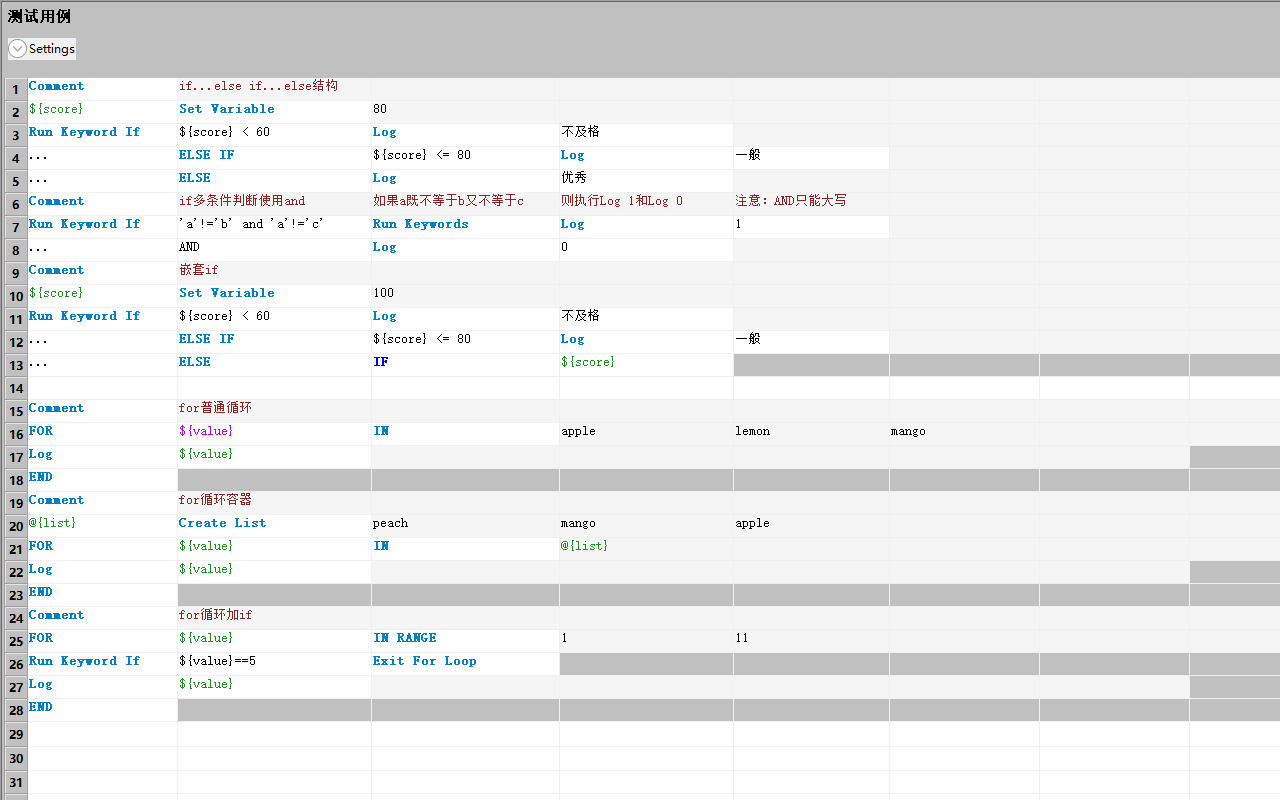 测试用例
Settings
1 Comment if...else if...else结构
2 ${score} Set Variable 80
3 Run Keyword If ${score} < 60 Log 不及格
4 ... ELSE IF ${score} <= 80 Log 一般
5 ... ELSE Log 优秀
6 Comment if多条件判断使用and 如果a既不等于b又不等于c 则执行Log 1和Log 0 注意：AND只能大写
7 Run Keyword If 'a'!='b' and 'a'!='c' Run Keywords Log 1
8 ... AND Log 0
9 Comment 嵌套if
10 ${score} Set Variable 100
11 Run Keyword If ${score} < 60 Log 不及格
12 ... ELSE IF ${score} <= 80 Log 一般
13 ... ELSE IF ${score}
14
15 Comment for普通循环
16 FOR ${value} IN apple lemon mango
17 Log ${value}
18 END
19 Comment for循环容器
20 @{list} Create List peach mango apple
21 FOR ${value} IN @{list}
22 Log ${value}
23 END
24 Comment for循环加if
25 FOR ${value} IN RANGE 1 11
26 Run Keyword If ${value}==5 Exit For Loop
27 Log ${value}
28 END
29
30
31